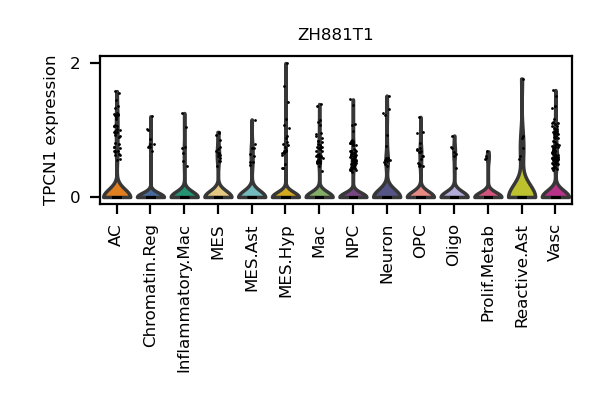 ZH881T1
TPCN1 expression
2
0
AC
Chromatin.Reg
Inflammatory.Mac
MES
MES.Ast
MES.Hyp
Mac
NPC
Neuron
OPC
Oligo
Prolif.Metab
Reactive.Ast
Vasc